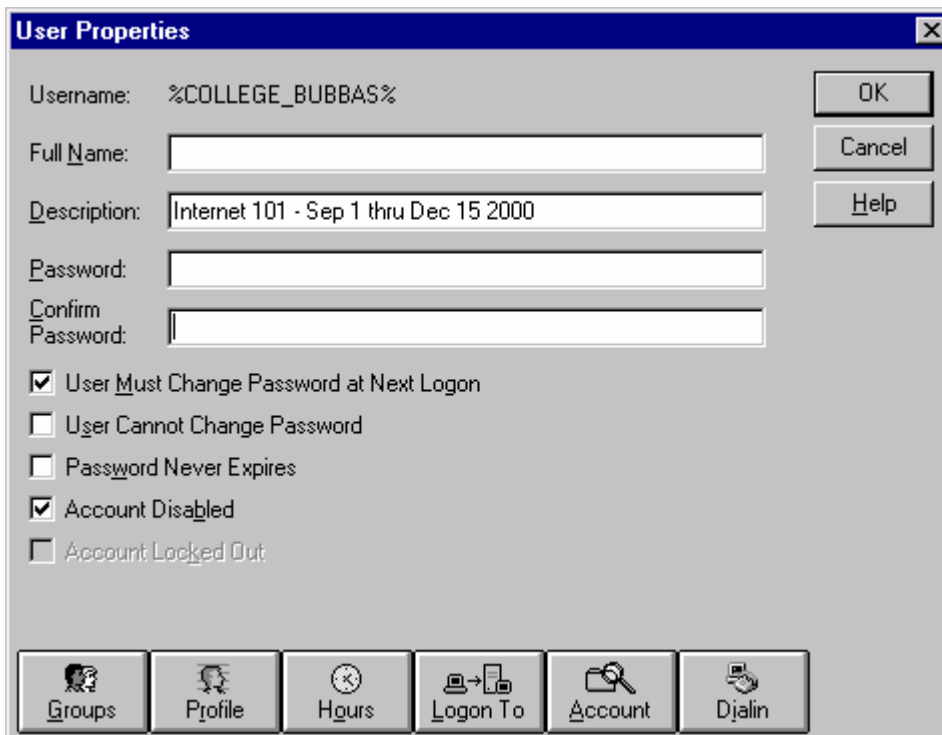 User Properties
Username: %COLLEGE_BUBBAS%
OK
Full Name:
Cancel
Description: Internet 101 - Sep 1 thru Dec 15 2000
Help
Password:
Confirm
Password:
User Must Change Password at Next Logon
User Cannot Change Password
Password Never Expires
Account Disabled
Account Locked Out
Groups Profile Hours Logon To Account Dialin